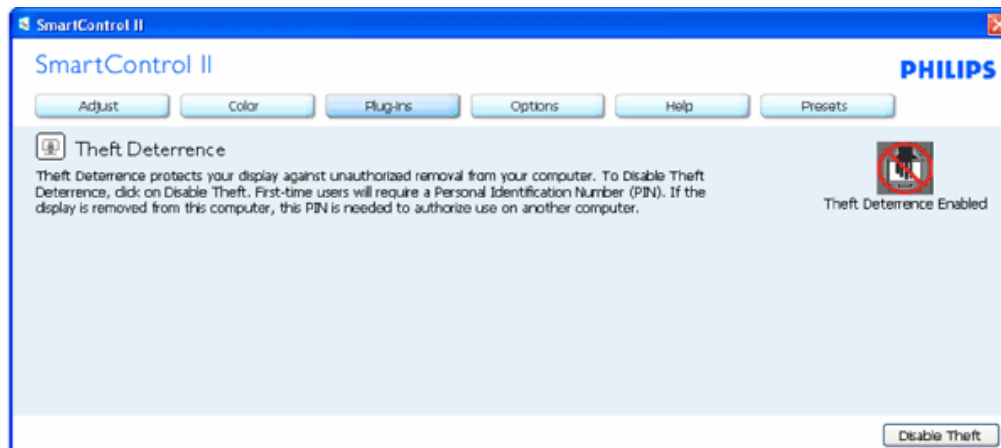 SmartControl II
SmartControl II
PHILIPS
Adjust Color Plug-Ins Options Help Presets
Theft Deterrence
Theft Deterrence protects your display against unauthorized removal from your computer. To Disable Theft
Deterrence, click on Disable Theft. First-time users will require a Personal Identification Number (PIN). If the
display is removed from this computer, this PIN is needed to authorize use on another computer.
Theft Deterrence Enabled
Disable Theft